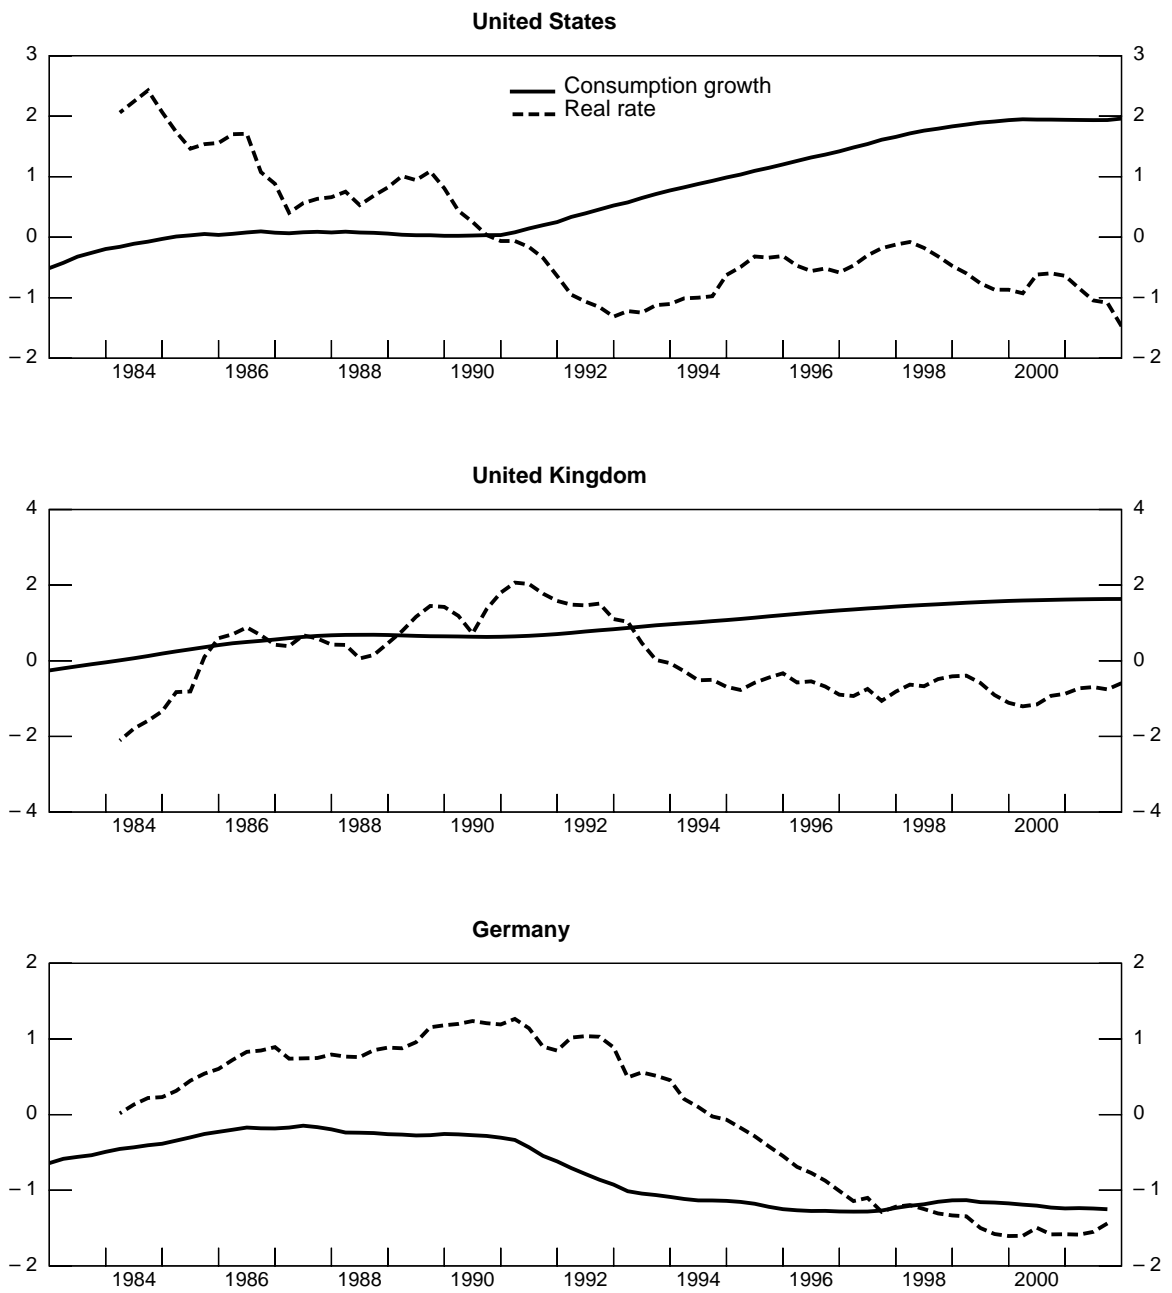 United States
3 3
Consumption growth
Real rate
2 2
1 1
0 0
– 1 – 1
– 2 – 2
1984 1986 1988 1990 1992 1994 1996 1998 2000
United Kingdom
4 4
2 2
0 0
– 2 – 2
– 4 – 4
1984 1986 1988 1990 1992 1994 1996 1998 2000
Germany
2 2
1 1
0 0
– 1 – 1
– 2 – 2
1984 1986 1988 1990 1992 1994 1996 1998 2000